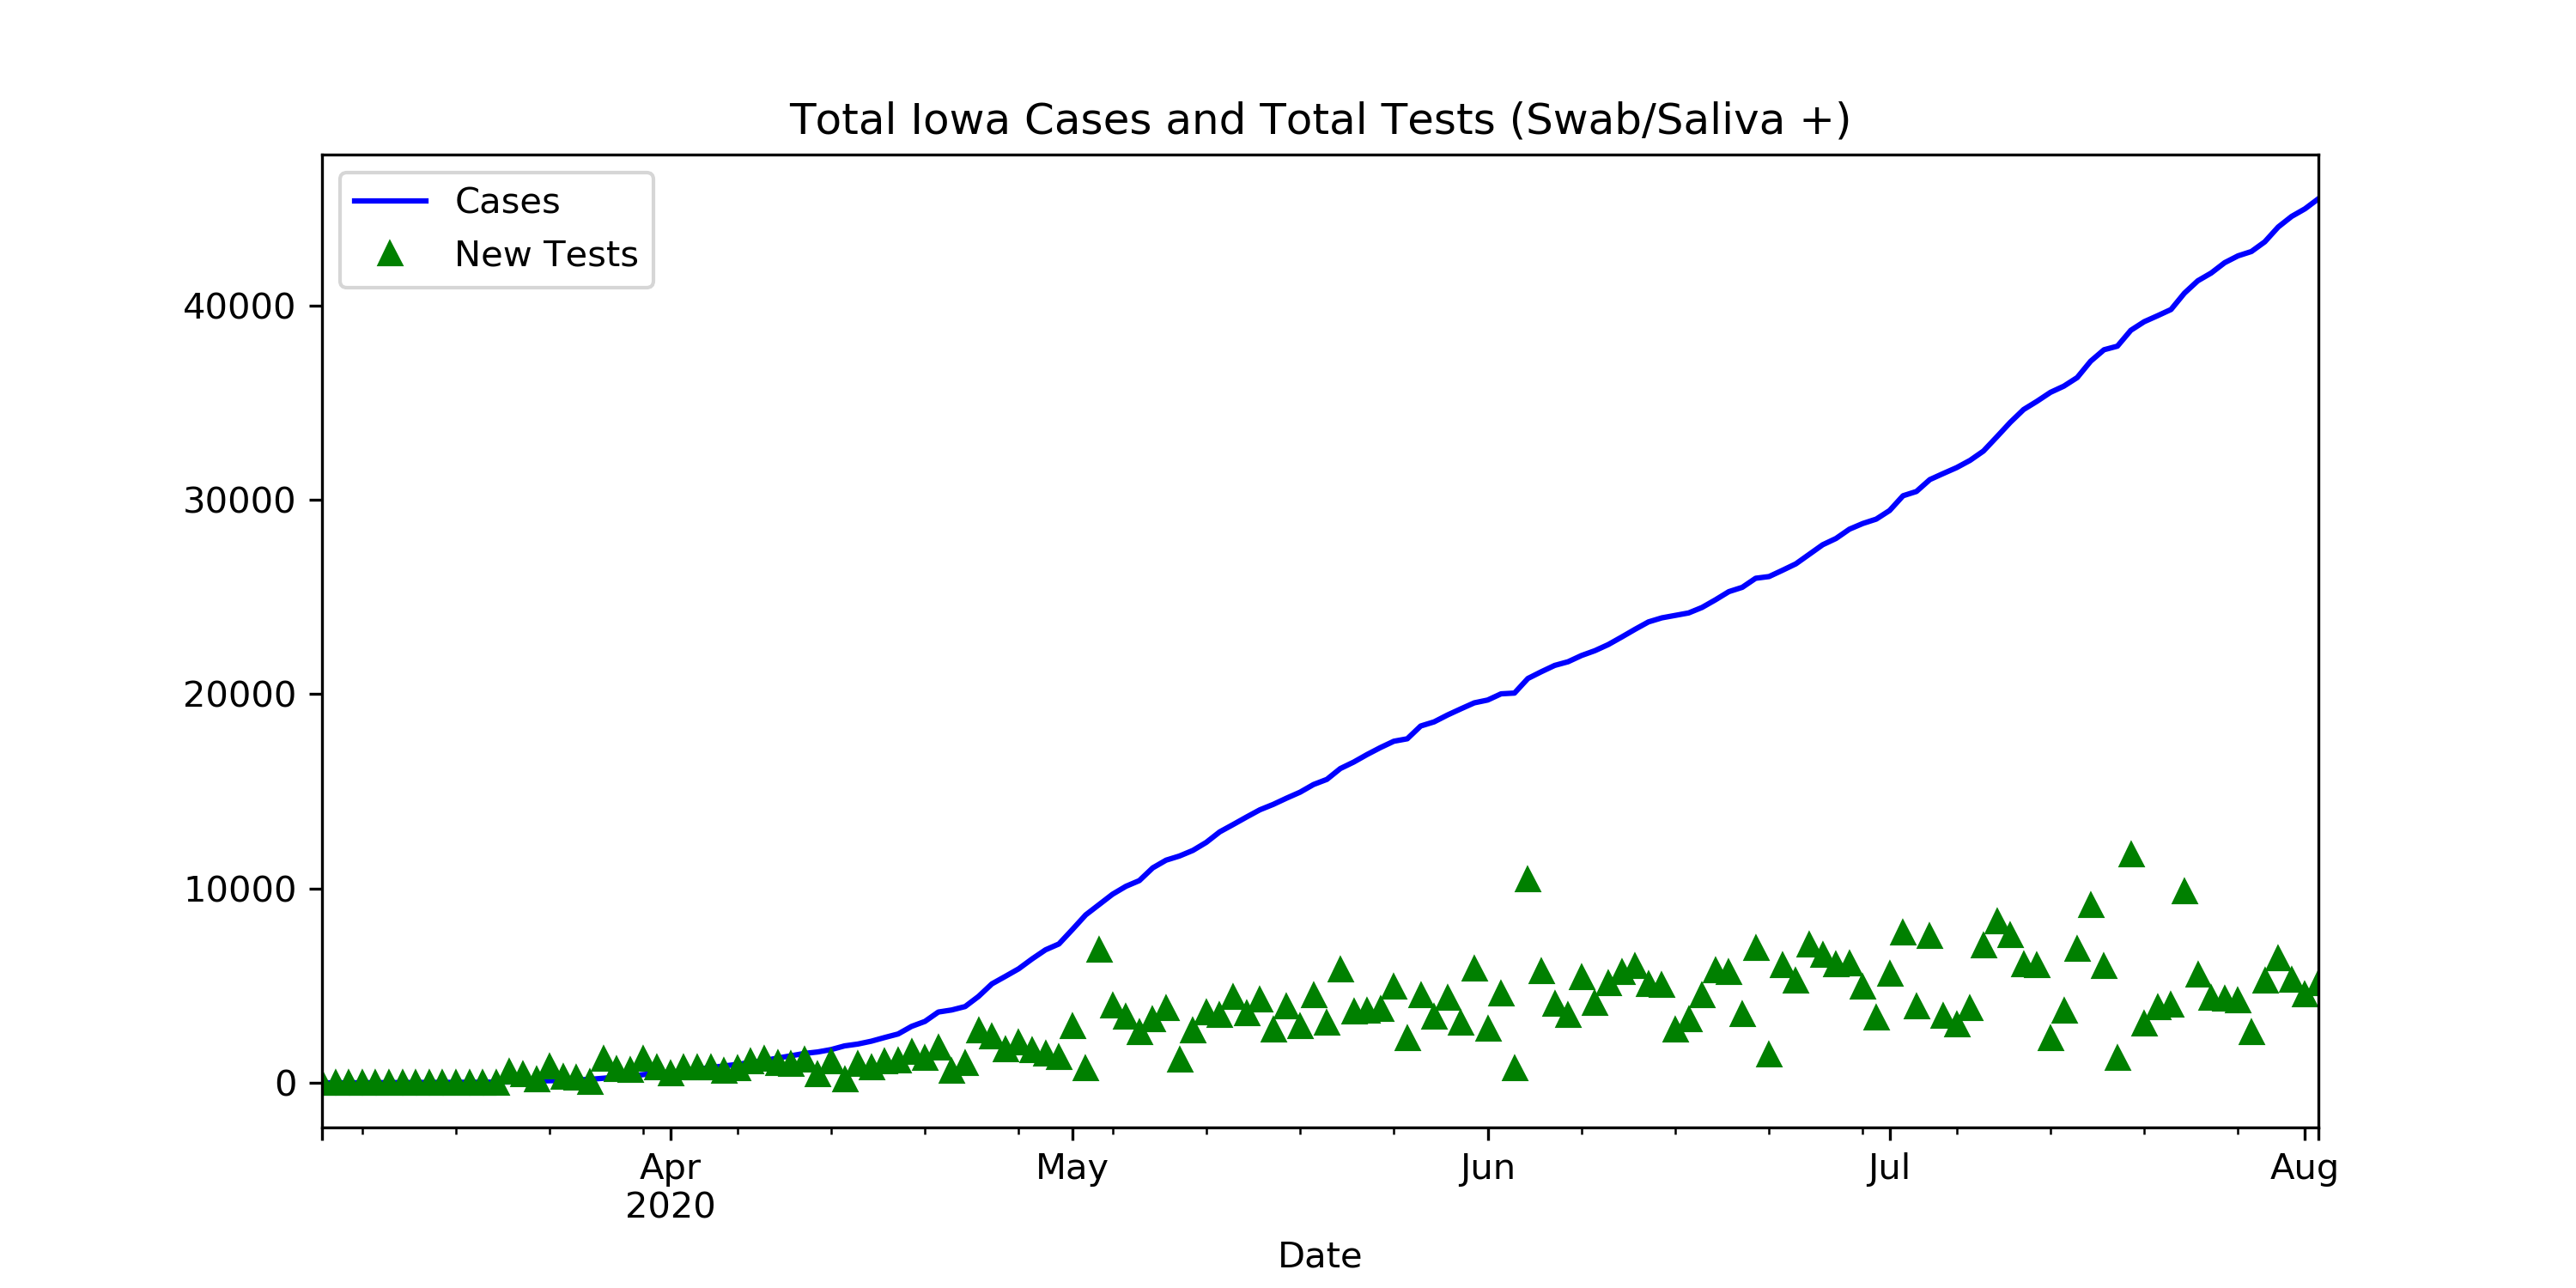 Total Iowa Cases and Total Tests (Swab/Saliva +)
Cases
New Tests
40000
30000
20000
10000
0
Apr
2020
May
Jun
Jul
Aug
Date